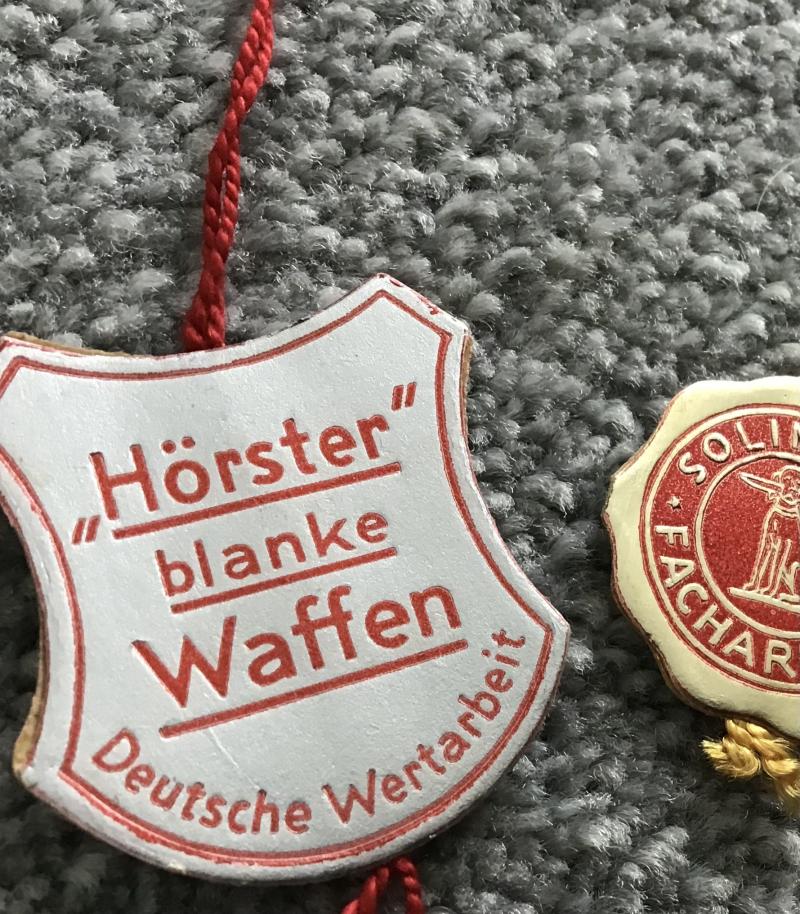 „Hörster”
blanke
Waffen
Deutsche Wertarbeit